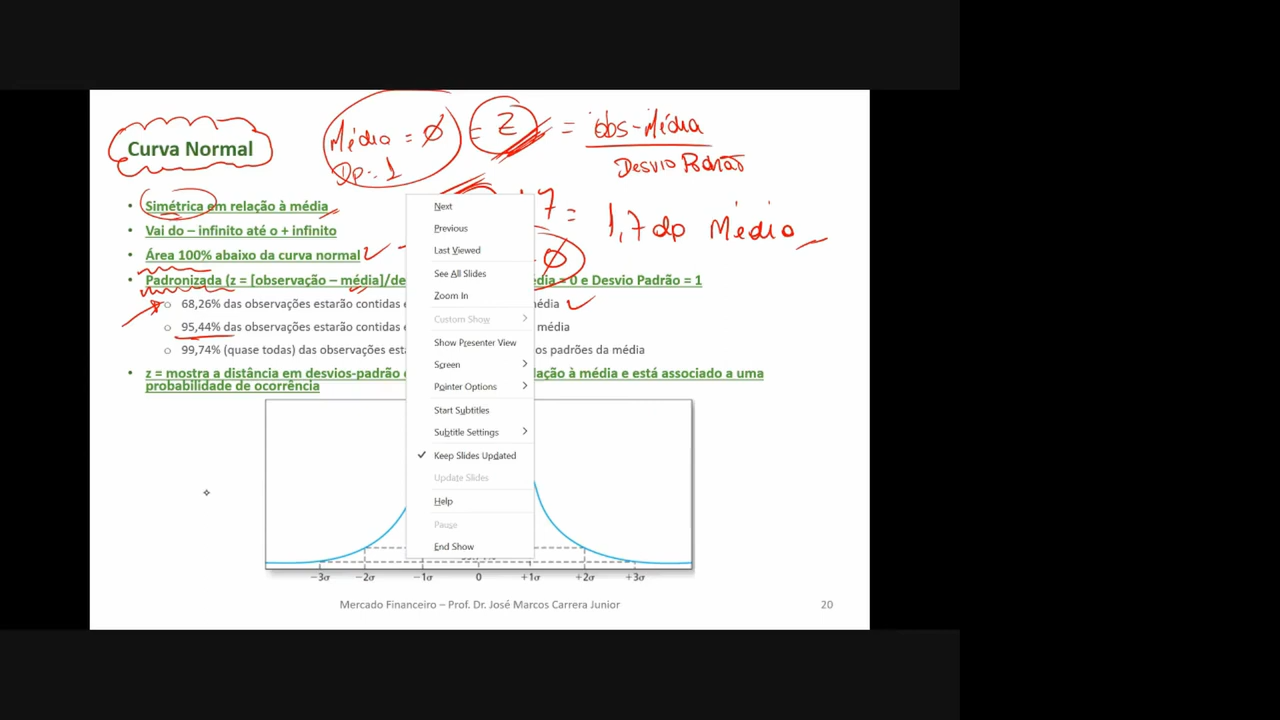 Média = ∅ = Z = obs - Média
Dp: 1 Desvio Padrão
Curva Normal
7 = 1,7 dp Média
∅
• Simétrica em relação à média
• Vai do – infinito até o + infinito
• Área 100% abaixo da curva normal
• Padronizada (z = [observação – média]/de = 0 e Desvio Padrão = 1
68,26% das observações estarão contidas
95,44% das observações estarão contidas média
99,74% (quase todas) das observações padrões da média
• z = mostra a distância em desvios-padrão à média e está associado a uma
probabilidade de ocorrência
Next
Previous
Last Viewed
See All Slides
Zoom In
Custom Show
Show Presenter View
Screen
Pointer Options
Start Subtitles
Subtitle Settings
Keep Slides Updated
Update Slides
Help
Pause
End Show
−3σ −2σ −1σ 0 +1σ +2σ +3σ
Mercado Financeiro – Prof. Dr. José Marcos Carrera Junior 20